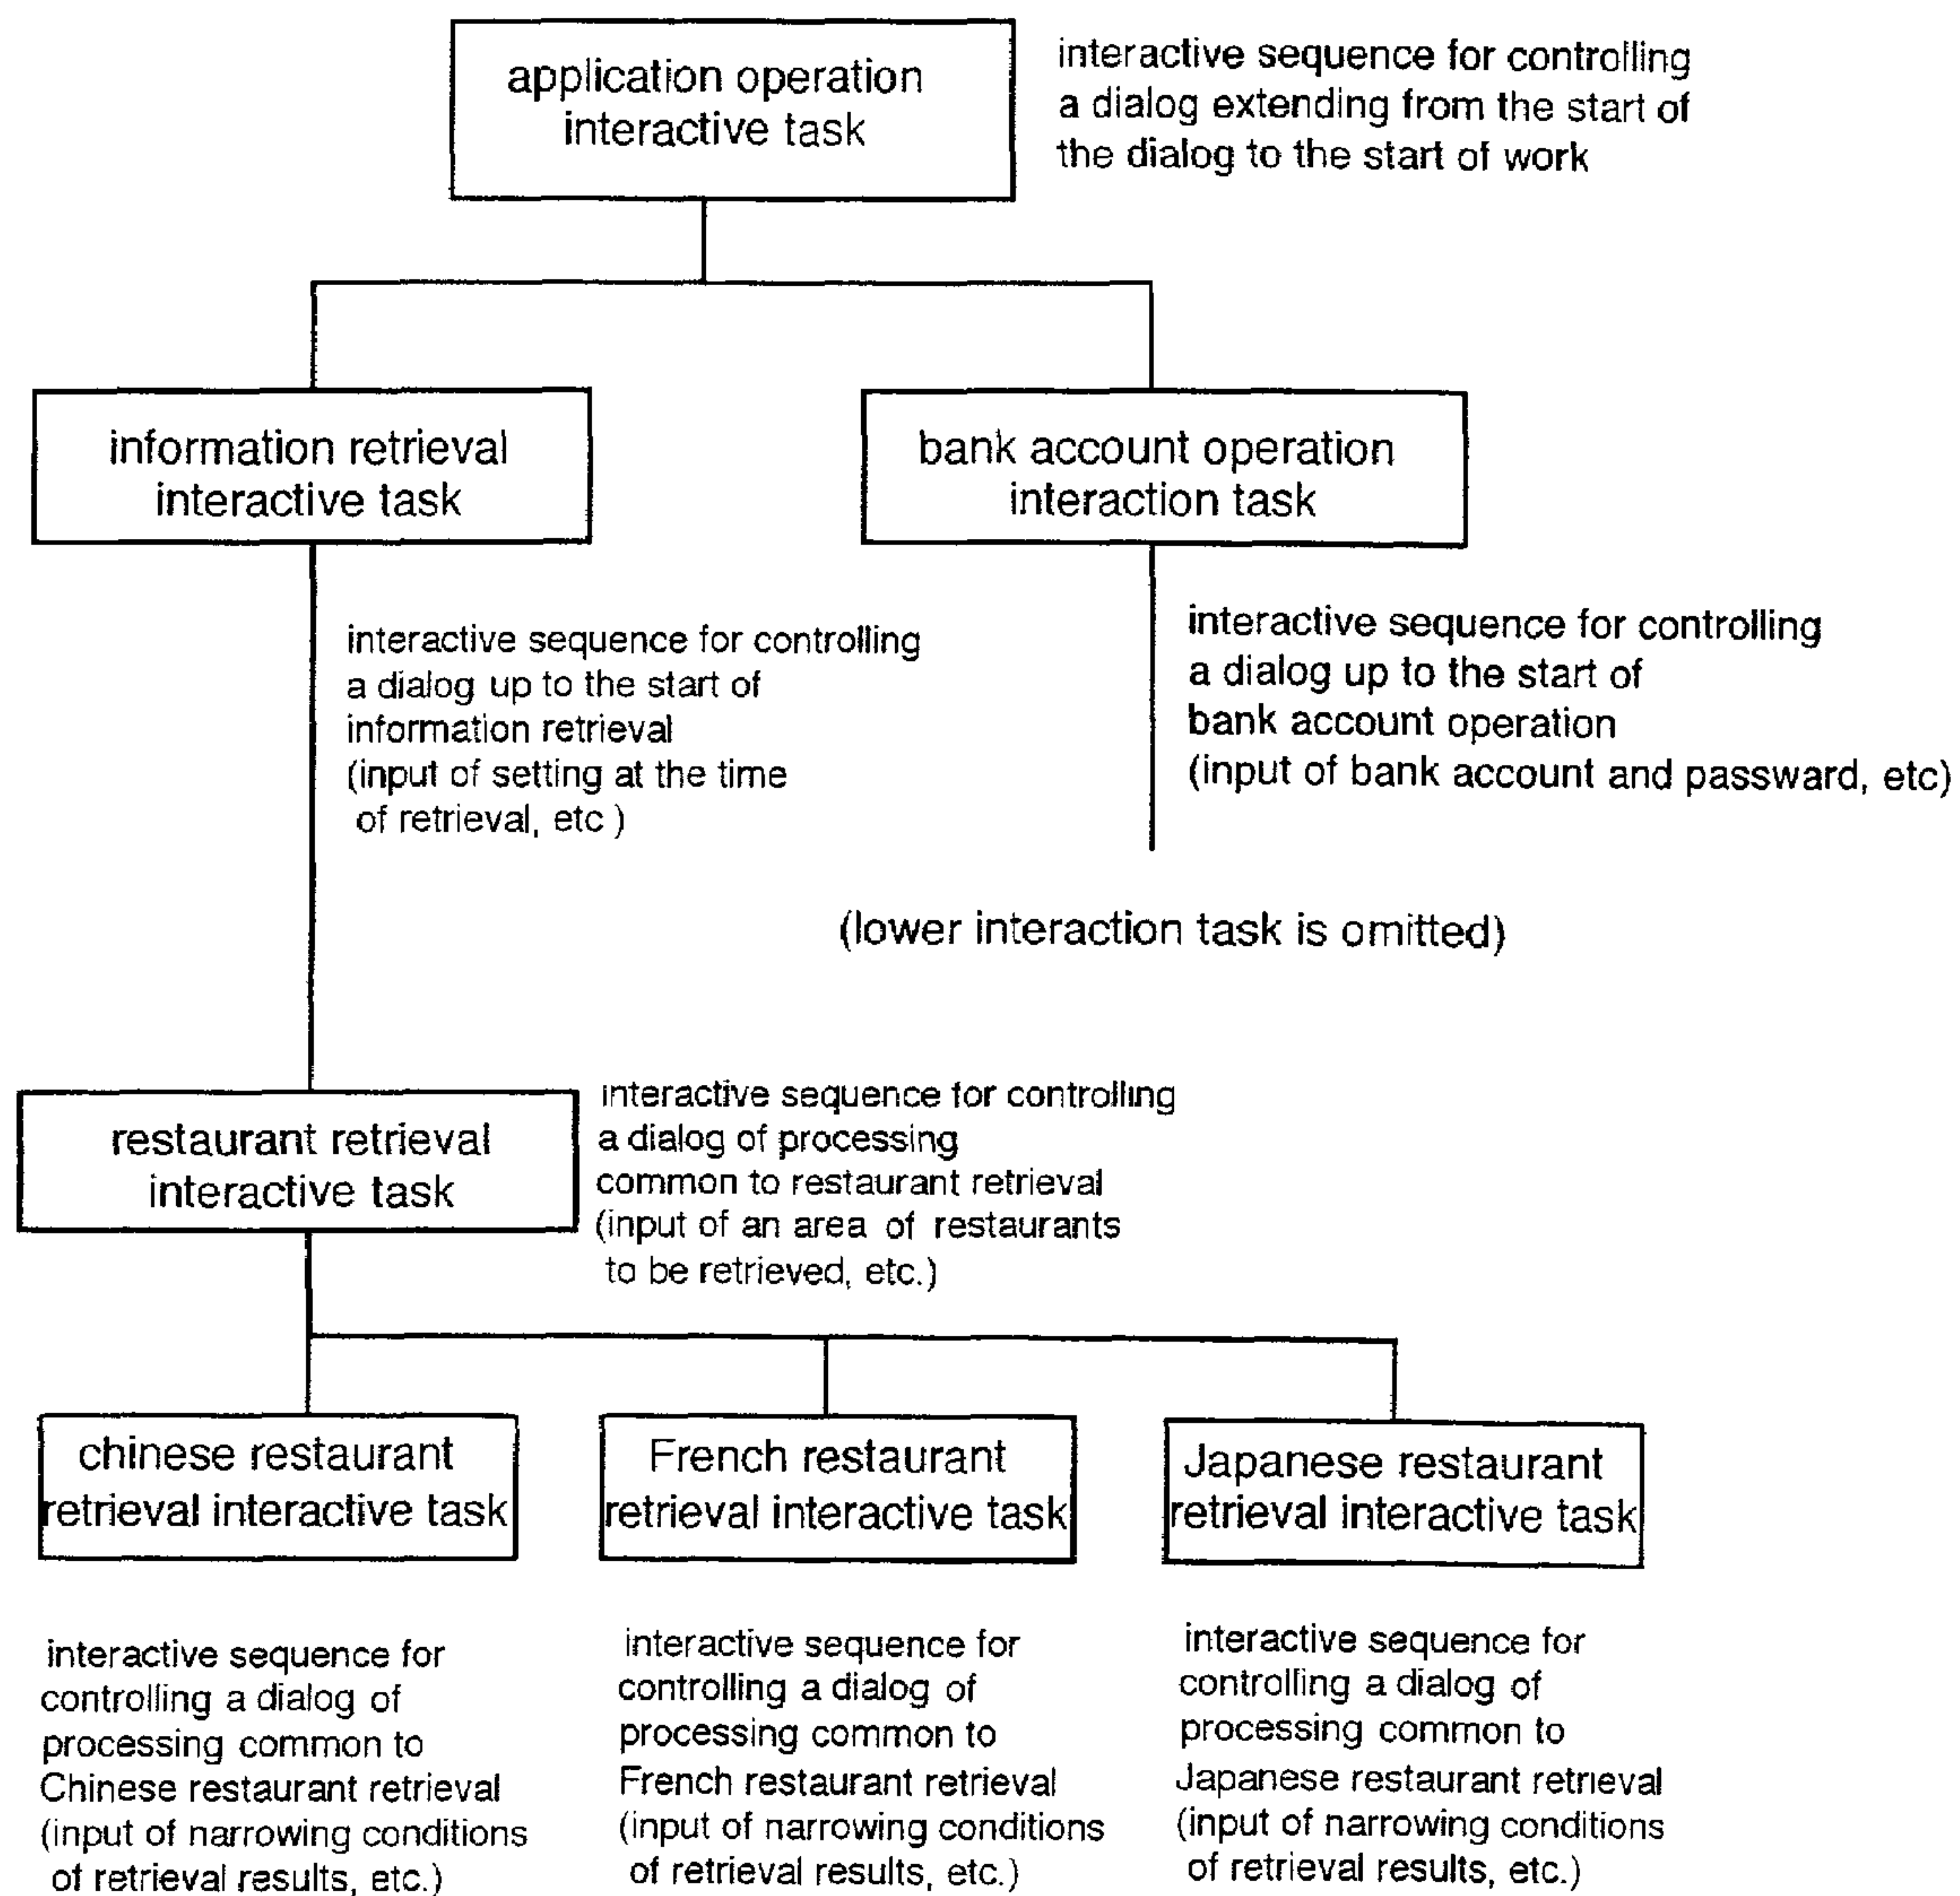 application operation
interactive task
interactive sequence for controlling
a dialog extending from the start of
the dialog to the start of work
information retrieval
interactive task
bank account operation
interaction task
interactive sequence for controlling
a dialog up to the start of
information retrieval
(input of setting at the time
of retrieval, etc )
interactive sequence for controlling
a dialog up to the start of
bank account operation
(input of bank account and passward, etc)
(lower interaction task is omitted)
restaurant retrieval
interactive task
interactive sequence for controlling
a dialog of processing
common to restaurant retrieval
(input of an area of restaurants
to be retrieved, etc.)
chinese restaurant
retrieval interactive task
French restaurant
retrieval interactive task
Japanese restaurant
retrieval interactive task
interactive sequence for
controlling a dialog of
processing common to
Chinese restaurant retrieval
(input of narrowing conditions
of retrieval results, etc.)
interactive sequence for
controlling a dialog of
processing common to
French restaurant retrieval
(input of narrowing conditions
of retrieval results, etc.)
interactive sequence for
controlling a dialog of
processing common to
Japanese restaurant retrieval
(input of narrowing conditions
of retrieval results, etc.)